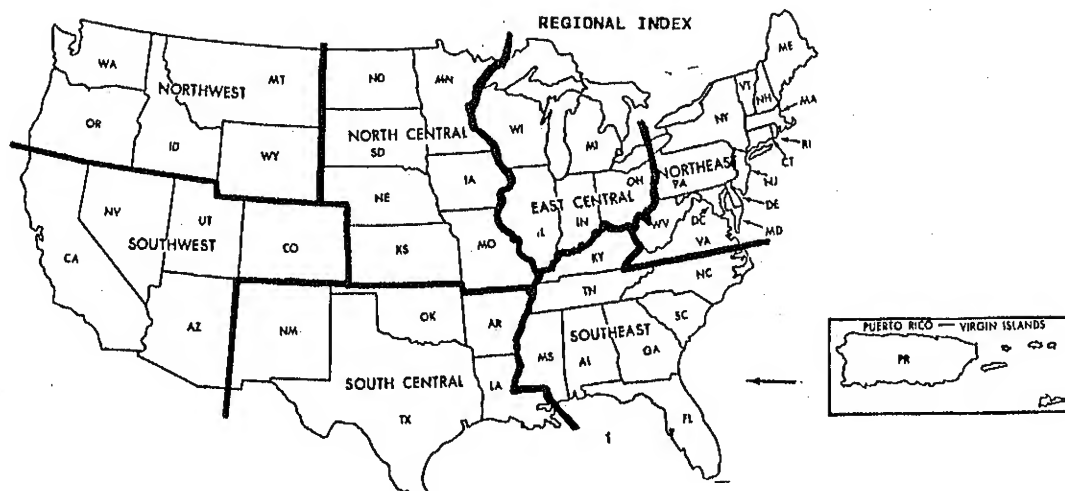 REGIONAL INDEX
ME
WA
MT
ND
MN
VT
NH
MA
NORTHWEST
OR
ID
WY
NORTH CENTRAL
SD
WI
MI
NY
RI
CT
IA
NE
OH
NORTHEAST
PA
NJ
EAST CENTRAL
DE
NV
UT
IL
IN
WV
DC
MD
SOUTHWEST
CO
KS
MO
KY
VA
CA
NC
TN
AZ
NM
OK
AR
SOUTHEAST
SC
MS
GA
PUERTO RICO — VIRGIN ISLANDS
PR
SOUTH CENTRAL
LA
TX
FL